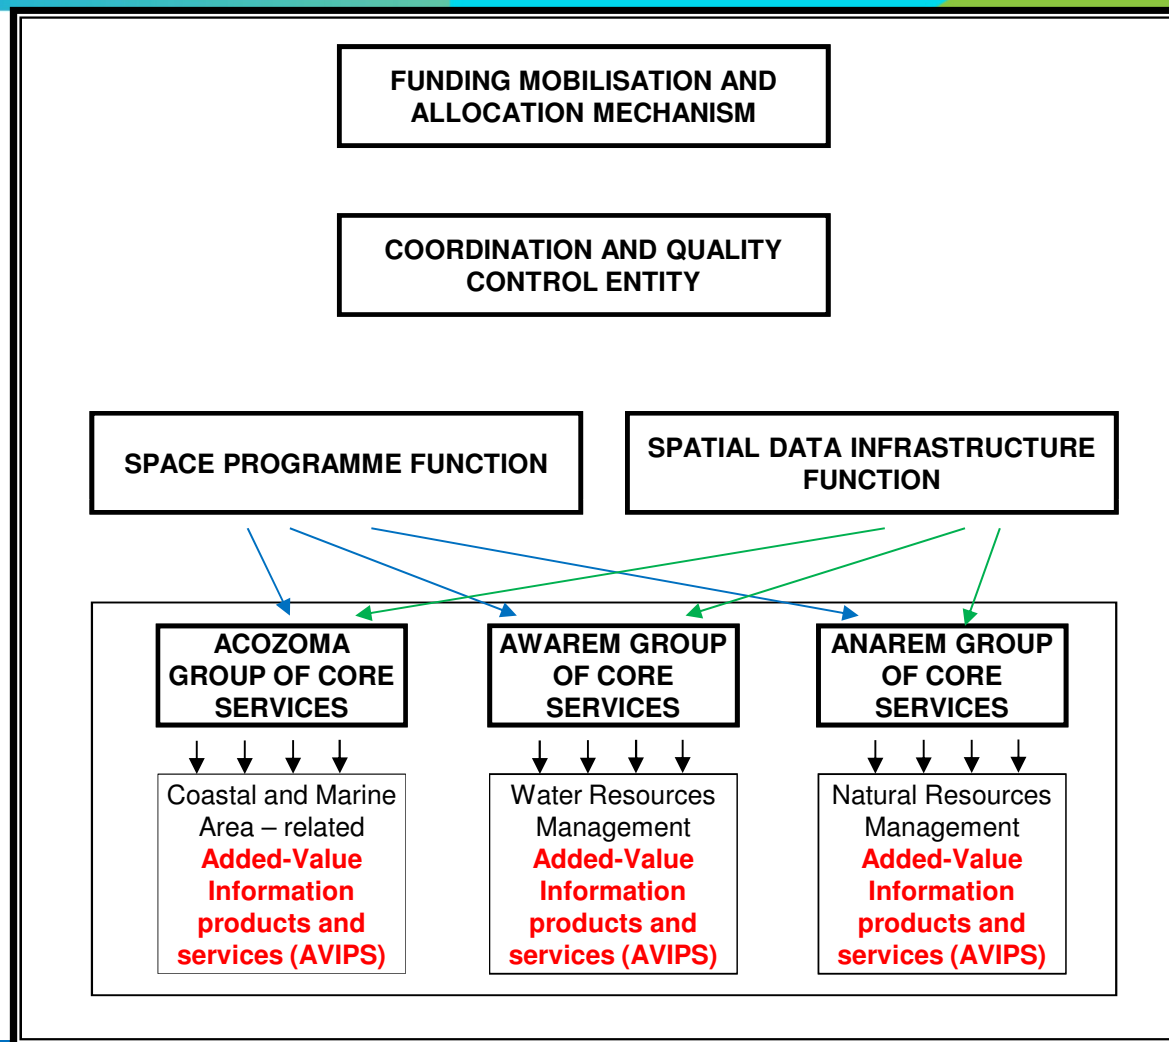 FUNDING MOBILISATION AND
ALLOCATION MECHANISM
COORDINATION AND QUALITY
CONTROL ENTITY
SPACE PROGRAMME FUNCTION
SPATIAL DATA INFRASTRUCTURE
FUNCTION
ACOZOMA
GROUP OF CORE
SERVICES
AWAREM GROUP
OF CORE
SERVICES
ANAREM GROUP
OF CORE
SERVICES
Coastal and Marine
Area – related
Added-Value
Information
products and
services (AVIPS)
Water Resources
Management
Added-Value
Information
products and
services (AVIPS)
Natural Resources
Management
Added-Value
Information
products and
services (AVIPS)